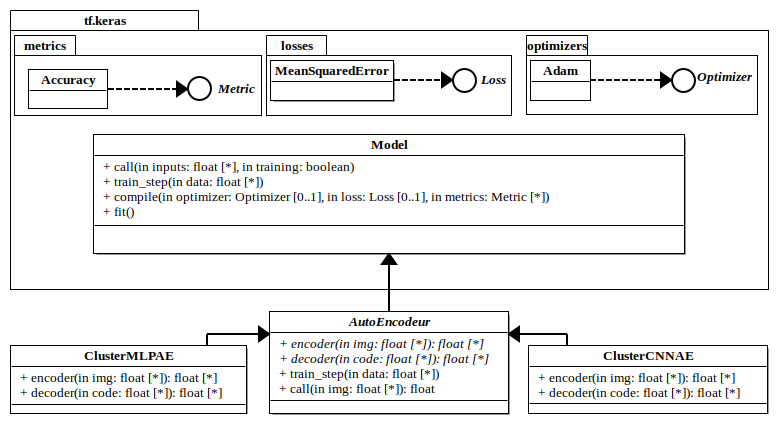 tf.keras
metrics
Accuracy
Metric
losses
MeanSquaredError
Loss
optimizers
Adam
Optimizer
Model
+ call(in inputs: float [*], in training: boolean)
+ train_step(in data: float [*])
+ compile(in optimizer: Optimizer [0..1], in loss: Loss [0..1], in metrics: Metric [*])
+ fit()
AutoEncodeur
+ encoder(in img: float [*]): float [*]
+ decoder(in code: float [*]): float [*]
+ train_step(in data: float [*])
+ call(in img: float [*]): float
ClusterMLPAE
+ encoder(in img: float [*]): float [*]
+ decoder(in code: float [*]): float [*]
ClusterCNNAE
+ encoder(in img: float [*]): float [*]
+ decoder(in code: float [*]): float [*]